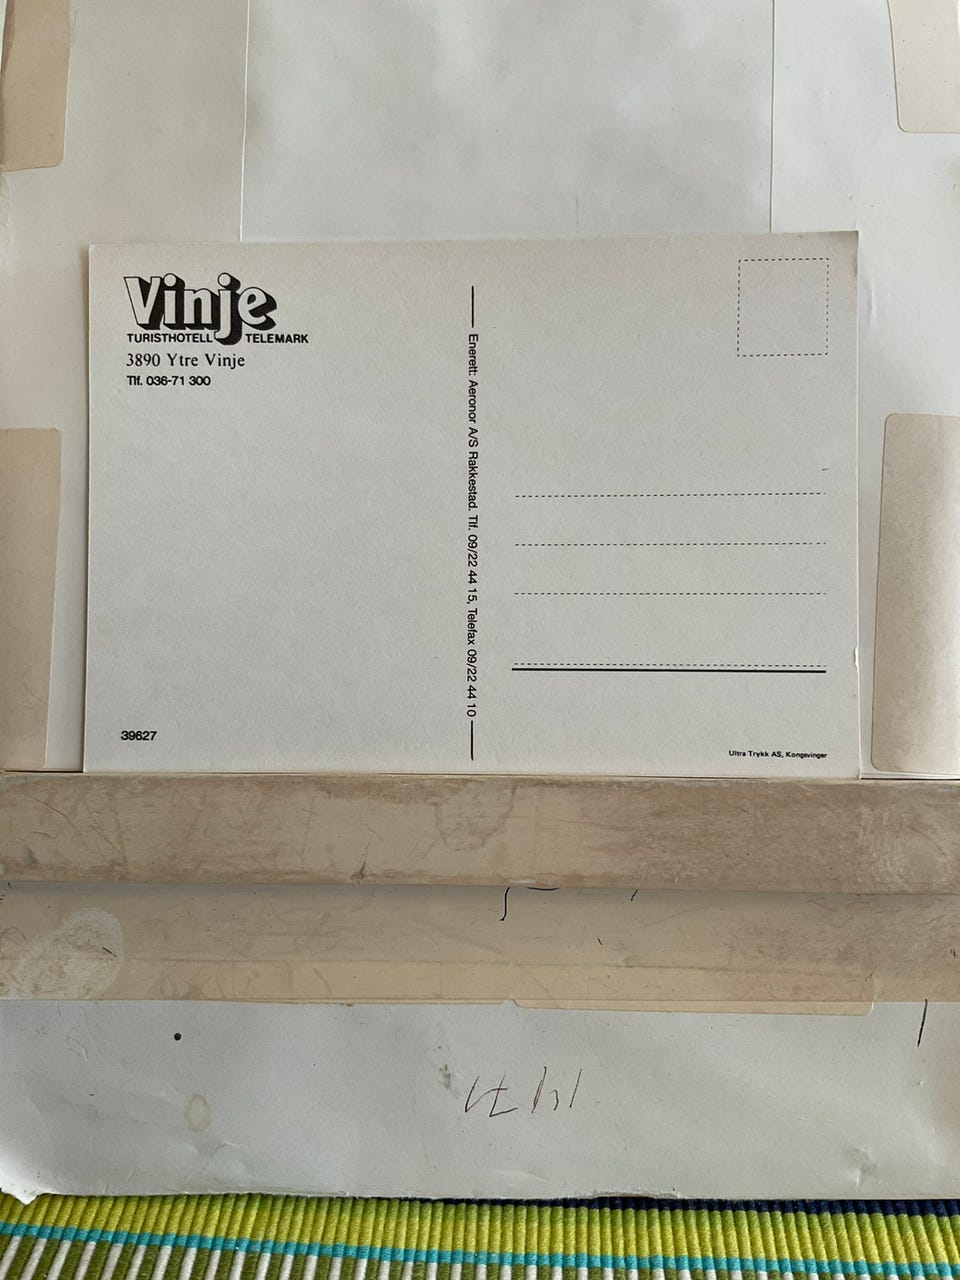 Vinje
TURISTHOTELL TELEMARK
3890 Ytre Vinje
Tlf. 036-71 300
Enerett: Aeronor A/S Rakkestad. Tlf. 09/22 44 15, Telefax 09/22 44 10
39627
Ultra Trykk AS, Kongsvinger